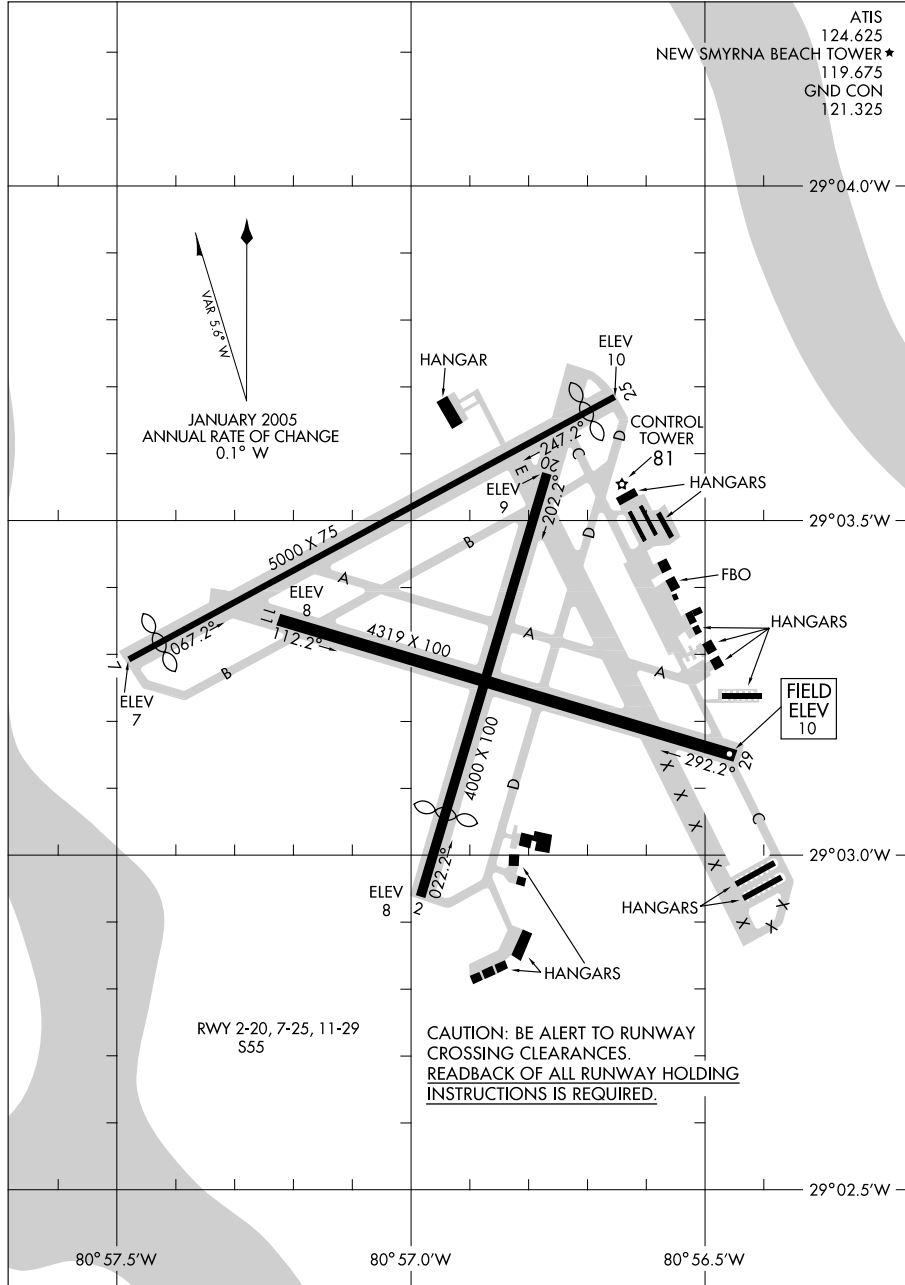 ATIS
124.625
NEW SMYRNA BEACH TOWER★
119.675
GND CON
121.325
29°04.0'W
VAR 5.6° W
JANUARY 2005
ANNUAL RATE OF CHANGE
0.1° W
HANGAR
ELEV
10
25
247.2°
C
D
CONTROL
TOWER
81
E
20
ELEV
9
202.2°
HANGARS
29°03.5'W
5000 X 75
B
D
A
FBO
ELEV
8
11
112.2°
4319 X 100
067.2°
7
ELEV
7
B
A
A
HANGARS
FIELD
ELEV
10
29
292.2°
4000 X 100
D
X
X
X
C
X
29°03.0'W
022.2°
ELEV
8
2
HANGARS
X
X
X
HANGARS
RWY 2-20, 7-25, 11-29
S55
CAUTION: BE ALERT TO RUNWAY
CROSSING CLEARANCES.
READBACK OF ALL RUNWAY HOLDING
INSTRUCTIONS IS REQUIRED.
29°02.5'W
80°57.5'W
80°57.0'W
80°56.5'W